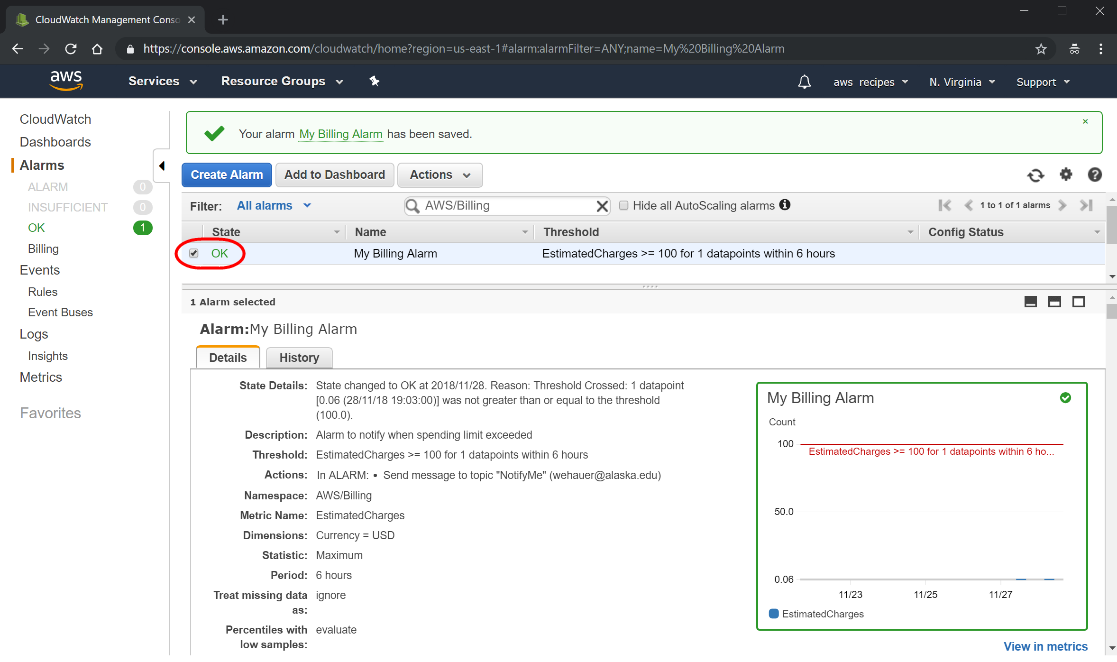 CloudWatch Management Conso
https://console.aws.amazon.com/cloudwatch/home?region=us-east-1#alarm:alarmFilter=ANY;name=My%20Billing%20Alarm
aws
Services
Resource Groups
aws recipes
N. Virginia
Support
CloudWatch
Dashboards
Alarms
ALARM 0
INSUFFICIENT 0
OK 1
Billing
Events
Rules
Event Buses
Logs
Insights
Metrics
Favorites
Your alarm My Billing Alarm has been saved.
Create Alarm
Add to Dashboard
Actions
Filter: All alarms
AWS/Billing
Hide all AutoScaling alarms
1 to 1 of 1 alarms
State Name Threshold Config Status
OK My Billing Alarm EstimatedCharges >= 100 for 1 datapoints within 6 hours
1 Alarm selected
Alarm:My Billing Alarm
Details History
State Details: State changed to OK at 2018/11/28. Reason: Threshold Crossed: 1 datapoint
[0.06 (28/11/18 19:03:00)] was not greater than or equal to the threshold
(100.0).
Description: Alarm to notify when spending limit exceeded
Threshold: EstimatedCharges >= 100 for 1 datapoints within 6 hours
Actions: In ALARM: • Send message to topic "NotifyMe" (wehauer@alaska.edu)
Namespace: AWS/Billing
Metric Name: EstimatedCharges
Dimensions: Currency = USD
Statistic: Maximum
Period: 6 hours
Treat missing data ignore
as:
Percentiles with evaluate
low samples:
My Billing Alarm
Count
100
EstimatedCharges >= 100 for 1 datapoints within 6 ho...
50.0
0.06
11/23 11/25 11/27
EstimatedCharges
View in metrics